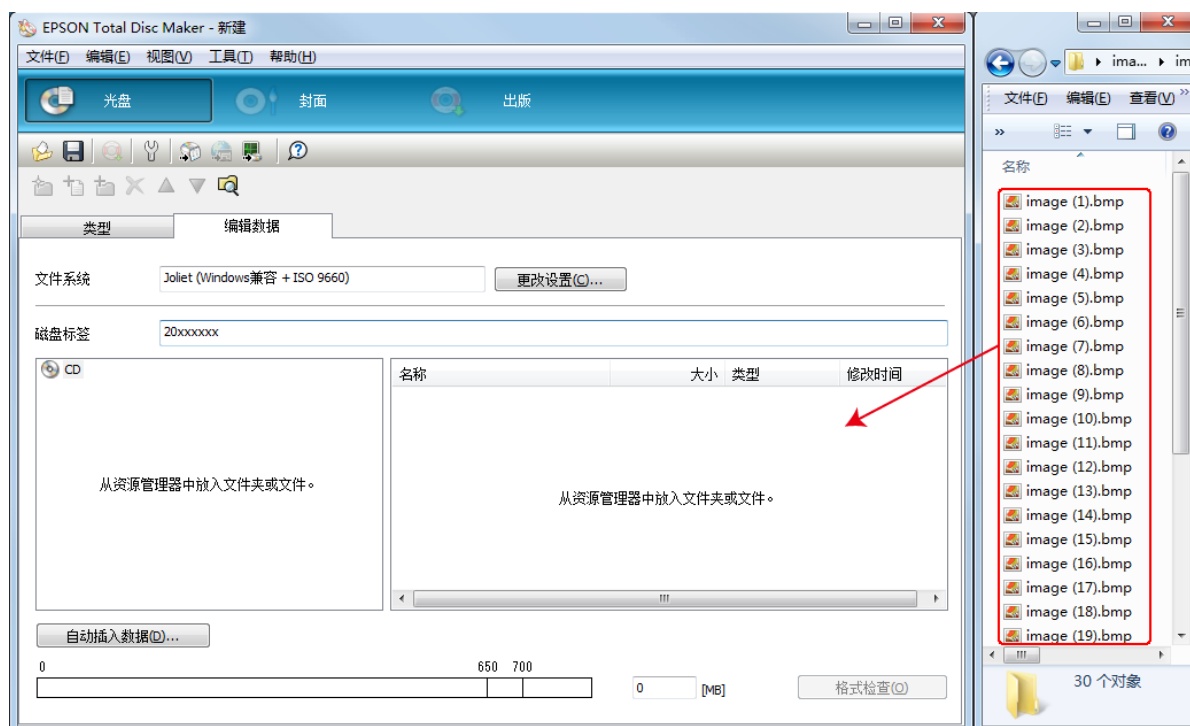 EPSON Total Disc Maker - 新建
文件(F) 编辑(E) 视图(V) 工具(T) 帮助(H)
光盘 封面 出版
类型 编辑数据
文件系统 Joliet (Windows兼容 + ISO 9660) 更改设置(C)...
磁盘标签 20xxxxxx
CD
从资源管理器中放入文件夹或文件。
名称 大小 类型 修改时间
从资源管理器中放入文件夹或文件。
自动插入数据(D)...
0 650 700
0 [MB] 格式检查(O)
ima... im
文件(F) 编辑(E) 查看(V) »
»
名称
image (1).bmp
image (2).bmp
image (3).bmp
image (4).bmp
image (5).bmp
image (6).bmp
image (7).bmp
image (8).bmp
image (9).bmp
image (10).bmp
image (11).bmp
image (12).bmp
image (13).bmp
image (14).bmp
image (15).bmp
image (16).bmp
image (17).bmp
image (18).bmp
image (19).bmp
30 个对象